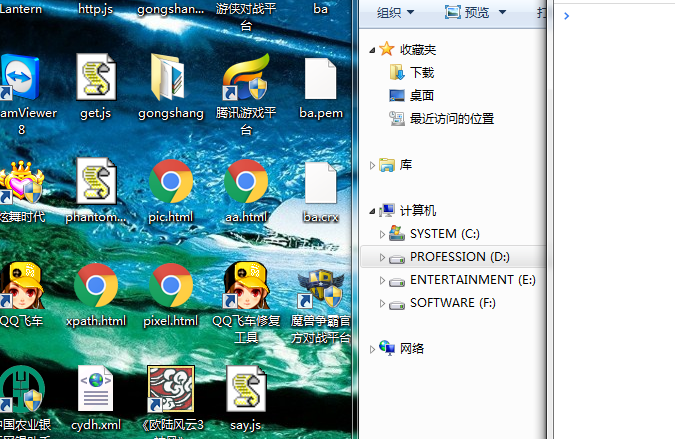 Lantern
http.js
gongshan...
游侠对战平
台
ba
amViewer
8
get.js
gongshang
腾讯游戏平
台
ba.pem
炫舞时代
phantom...
pic.html
aa.html
ba.crx
QQ飞车
xpath.html
pixel.html
QQ飞车修复
工具
魔兽争霸官
方对战平台
中国农业银
cydh.xml
《欧陆风云3
say.js
组织
预览
打
收藏夹
下载
桌面
最近访问的位置
库
计算机
SYSTEM (C:)
PROFESSION (D:)
ENTERTAINMENT (E:)
SOFTWARE (F:)
网络